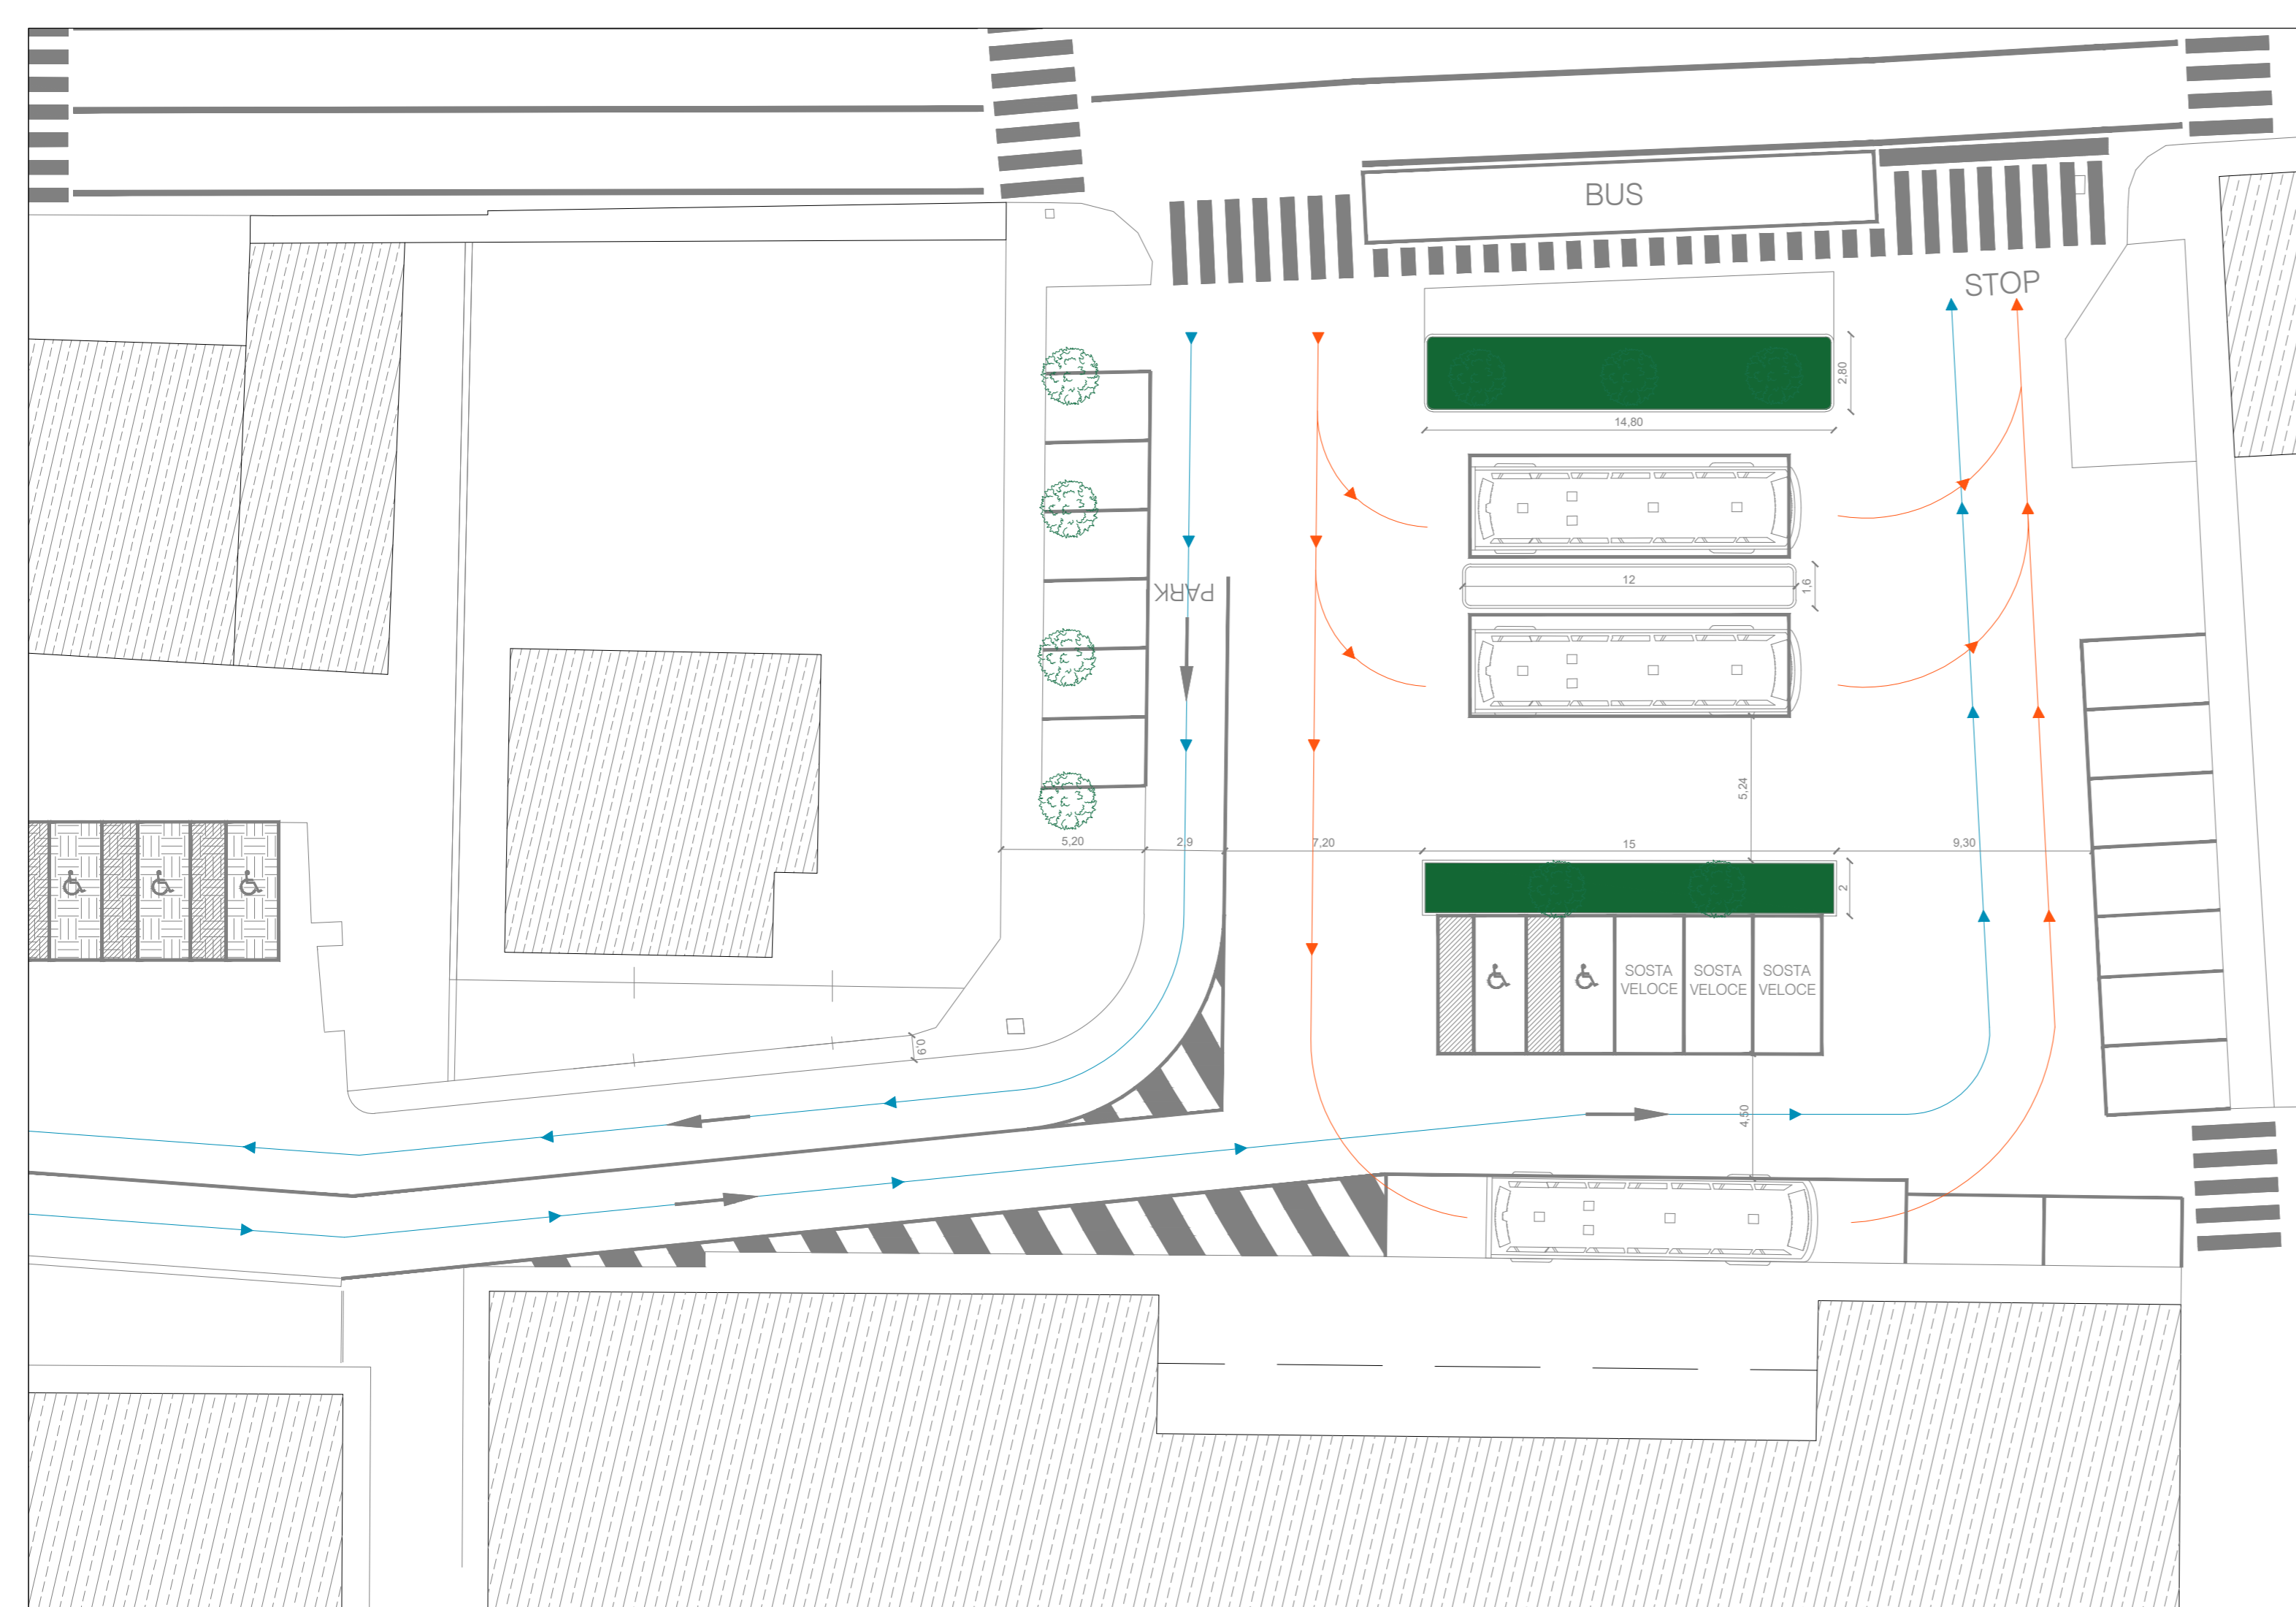 BUS
STOP
2,80
14,80
12
1,6
PARK
5,24
5,20
2,9
7,20
15
9,30
2
SOSTA
VELOCE
SOSTA
VELOCE
SOSTA
VELOCE
0,9
4,50